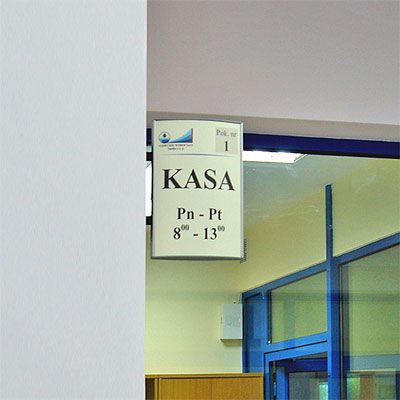 Pok. nr
1
KASA
Pn - Pt
8⁰⁰ - 13⁰⁰